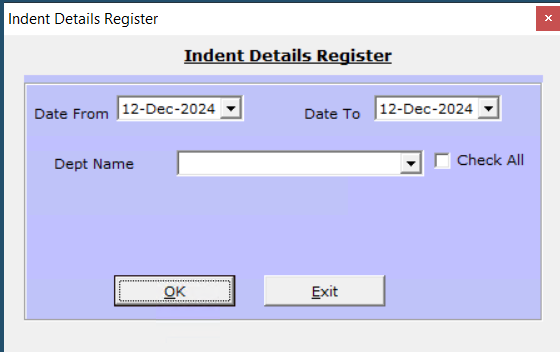 Indent Details Register
Indent Details Register
Date From 12-Dec-2024 Date To 12-Dec-2024
Dept Name Check All
OK Exit